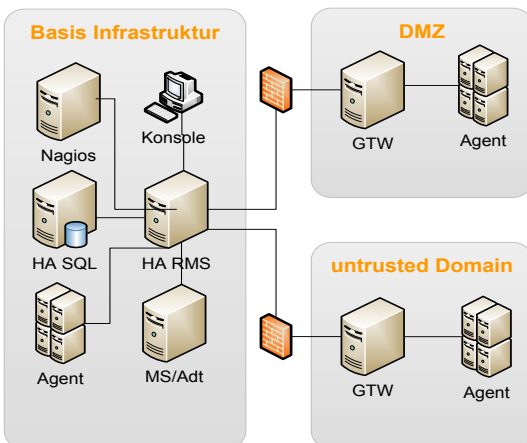 Basis Infrastruktur
Nagios
Konsole
HA SQL
HA RMS
Agent
MS/Adt
DMZ
GTW
Agent
untrusted Domain
GTW
Agent